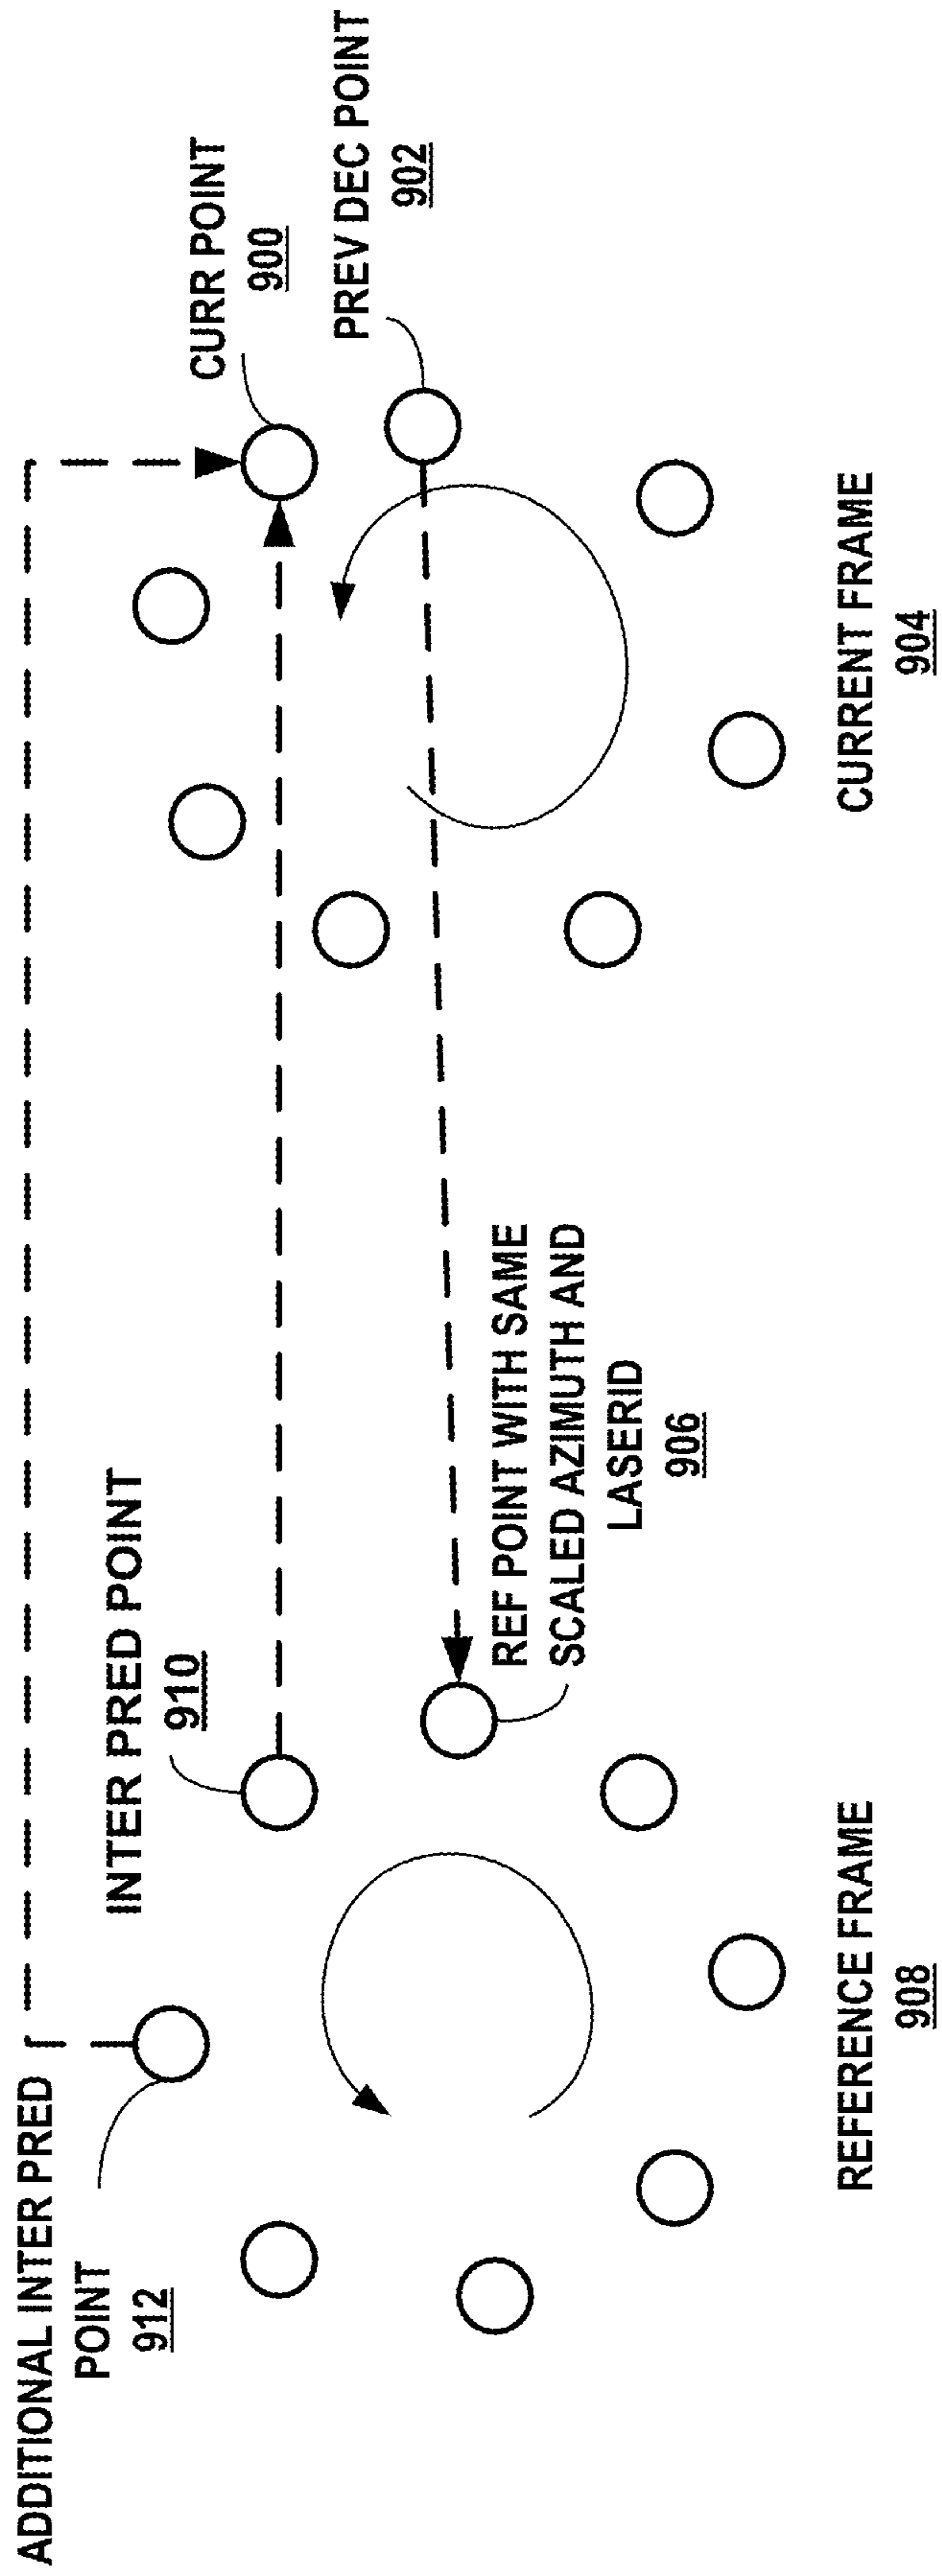 ADDITIONAL INTER PRED
POINT
912
INTER PRED POINT
910
CURR POINT
900
PREV DEC POINT
902
REF POINT WITH SAME
SCALED AZIMUTH AND
LASERID
906
REFERENCE FRAME
908
CURRENT FRAME
904